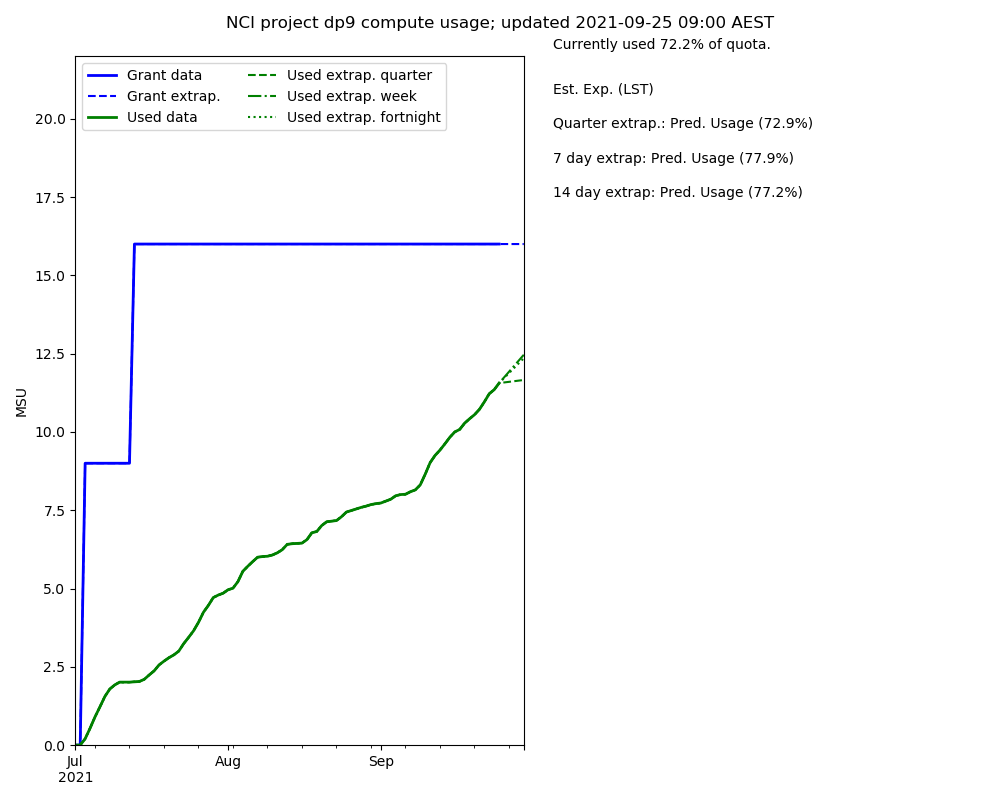 NCI project dp9 compute usage; updated 2021-09-25 09:00 AEST
Currently used 72.2% of quota.
Est. Exp. (LST)
Quarter extrap.: Pred. Usage (72.9%)
7 day extrap: Pred. Usage (77.9%)
14 day extrap: Pred. Usage (77.2%)
Grant data
Grant extrap.
Used data
Used extrap. quarter
Used extrap. week
Used extrap. fortnight
MSU
20.0
17.5
15.0
12.5
10.0
7.5
5.0
2.5
0.0
Jul
2021
Aug
Sep